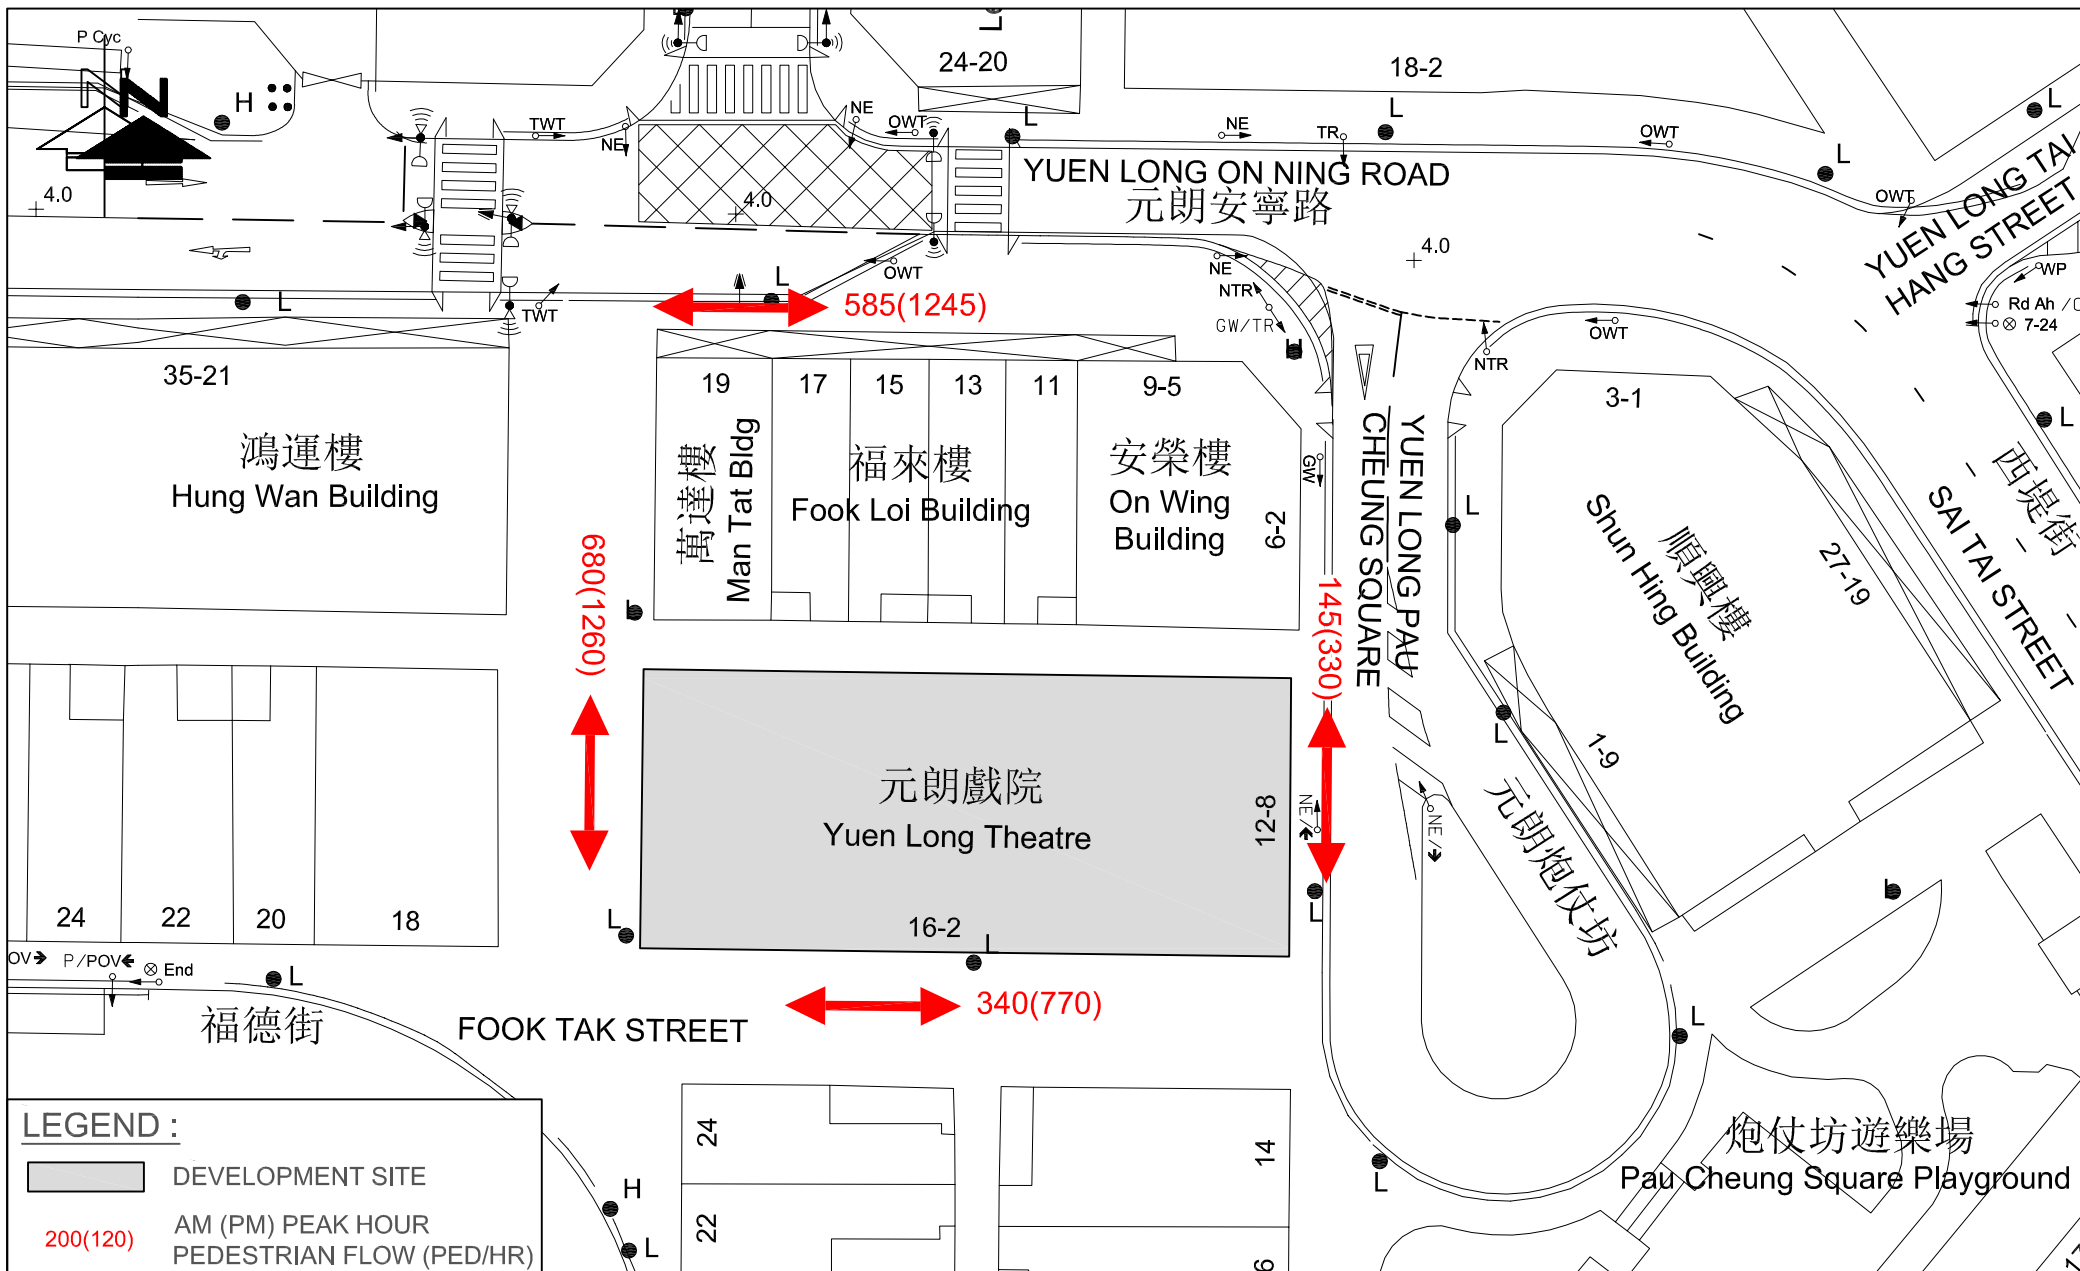 P Cyc
N
H
4.0
TWT
NE
NE
OWT
L
L
24-20
L
18-2
NE
TR
L
OWT
L
L
YUEN LONG ON NING ROAD
元朗安寧路
4.0
4.0
OWT
YUEN LONG TAI
HANG STREET
WP
Rd Ah /
7-24
L
TWT
L
OWT
585(1245)
NE
NTR
GW/TR
H
OWT
NTR
L
35-21
鴻運樓
Hung Wan Building
19
萬達樓
Man Tat Bldg
17
15
13
11
福來樓
Fook Loi Building
9-5
安榮樓
On Wing
Building
6-2
GW
YUEN LONG PAU
CHEUNG SQUARE
L
3-1
順興樓
Shun Hing Building
27-19
1-9
西堤街
SAI TAI STREET
680(1260)
L
145(330)
L
元朗戲院
Yuen Long Theatre
12-8
16-2
NE/
NE/
元朗炮仗坊
L
L
L
L
24
22
20
18
OV
P/POV
End
L
福德街
FOOK TAK STREET
340(770)
L
24
22
14
6
L
炮仗坊遊樂場
Pau Cheung Square Playground
H
L
LEGEND :
DEVELOPMENT SITE
200(120)
AM (PM) PEAK HOUR
PEDESTRIAN FLOW (PED/HR)